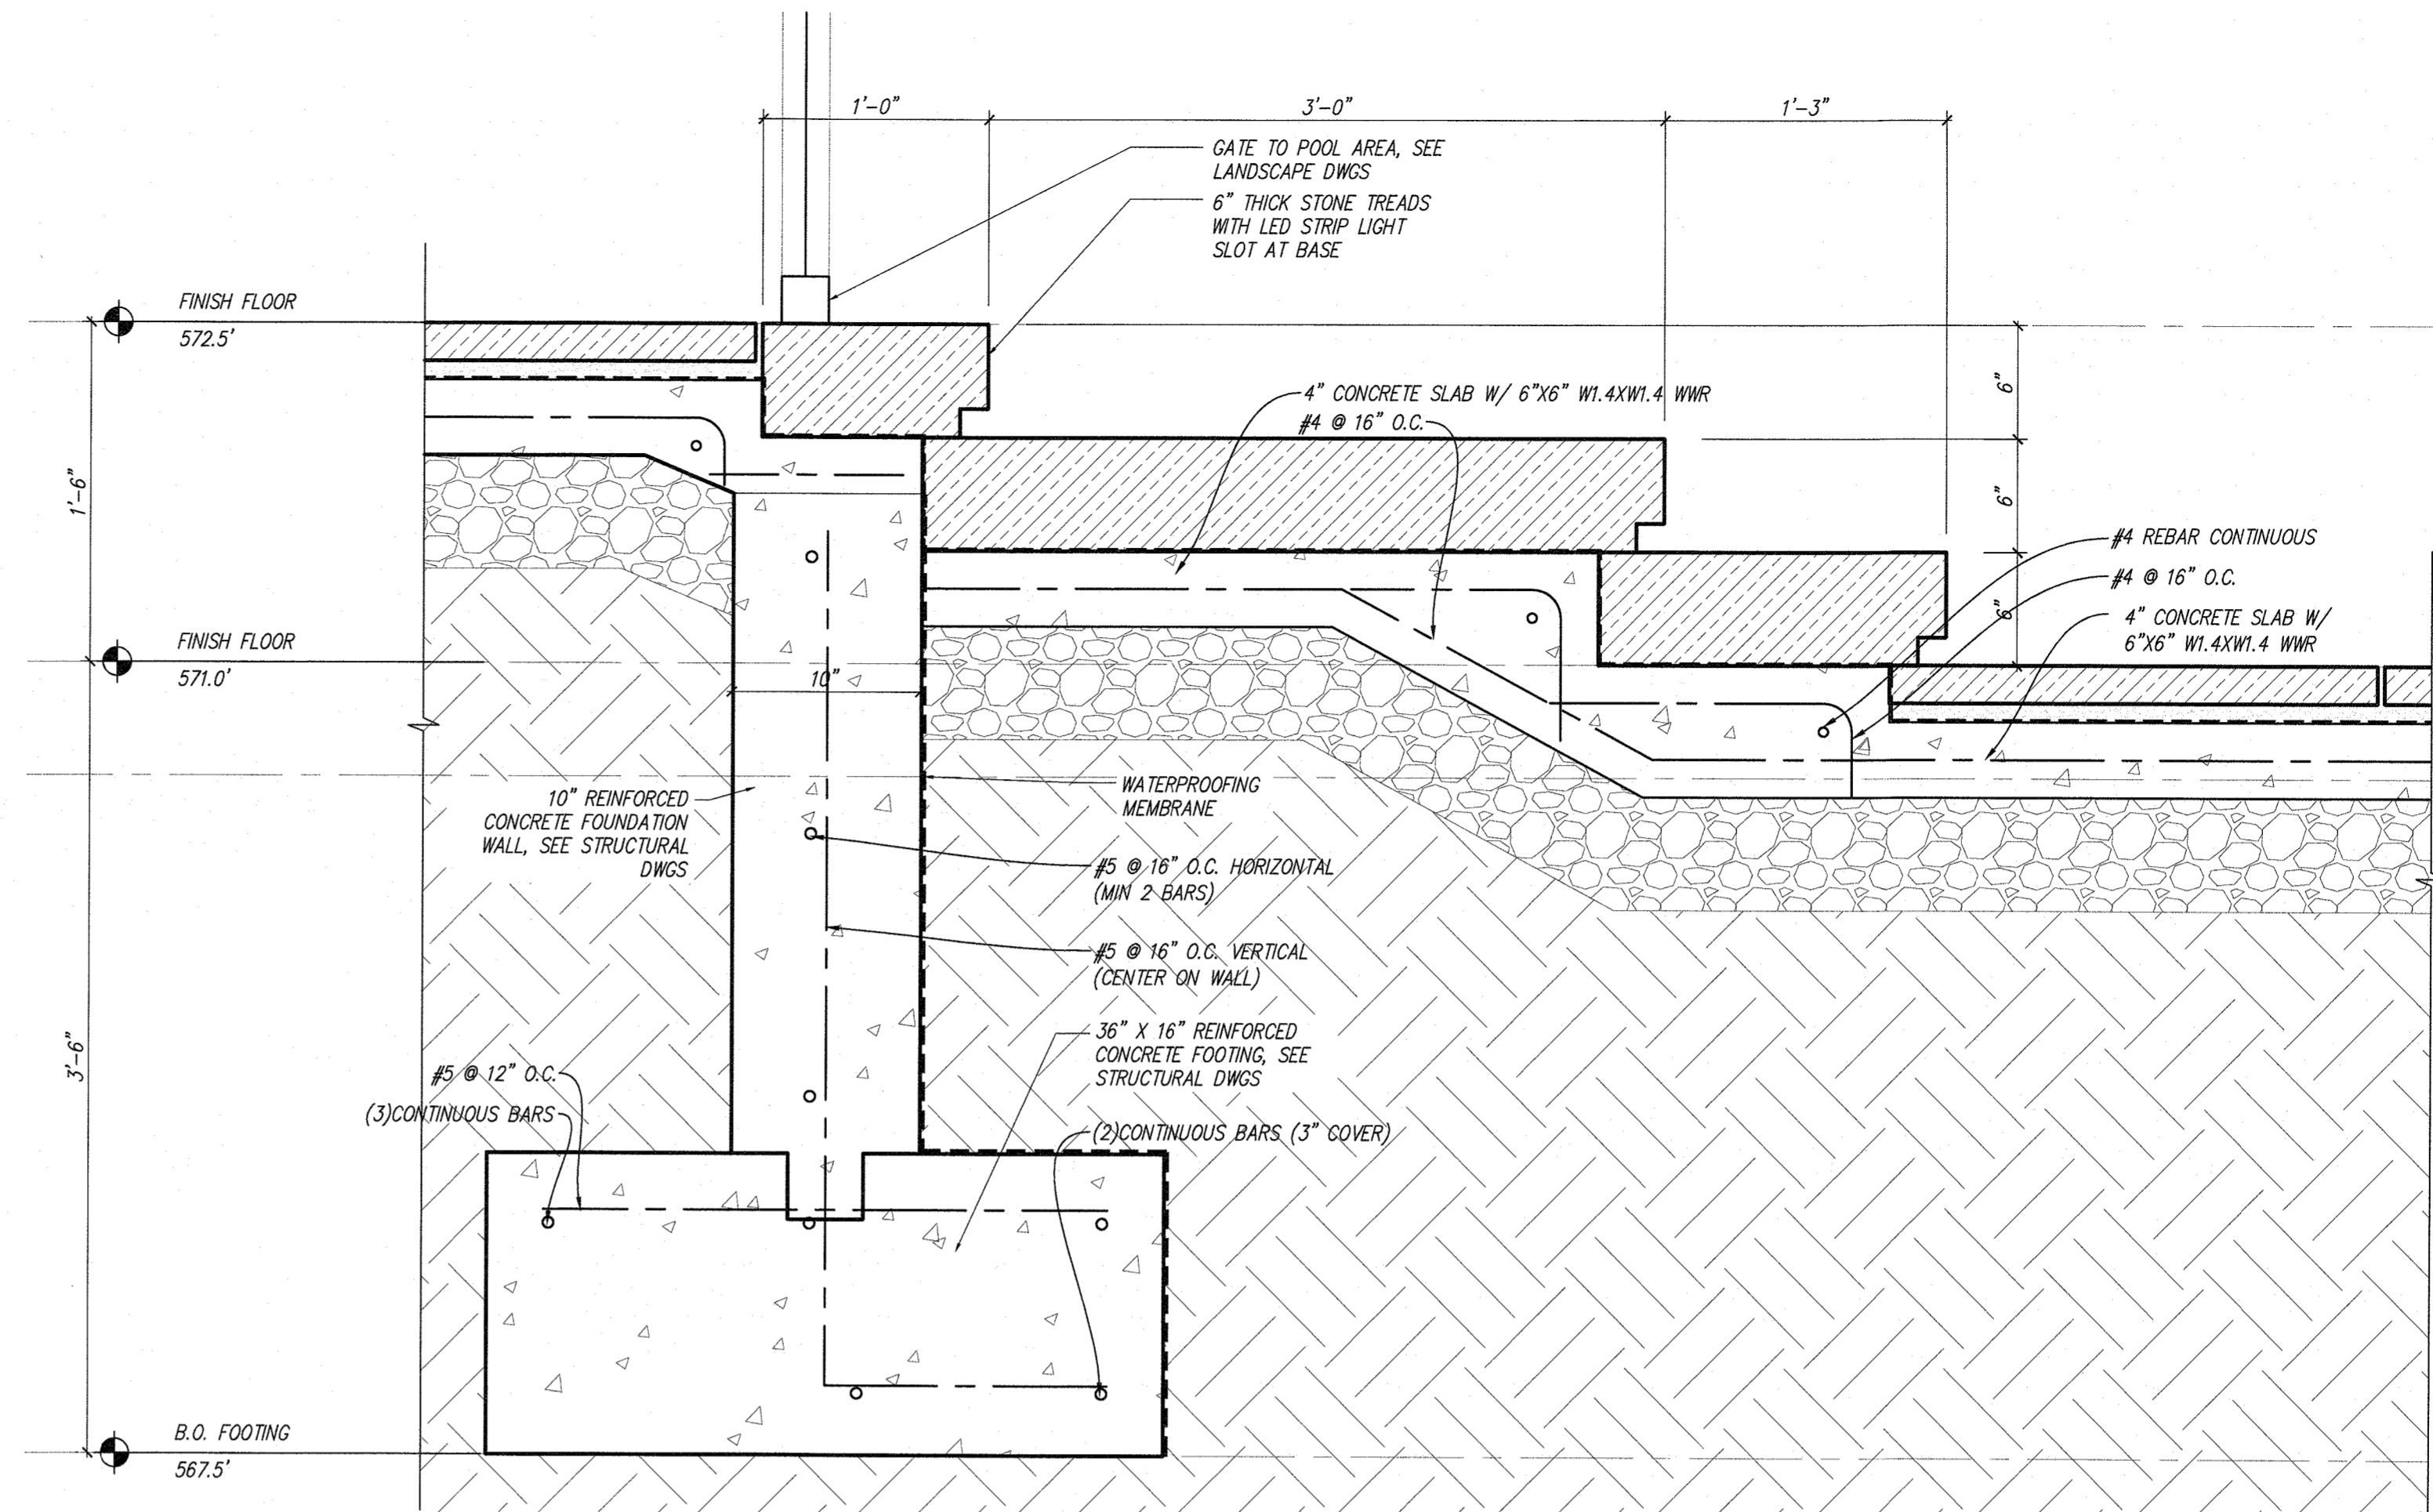 1'-0"
3'-0"
1'-3"
GATE TO POOL AREA, SEE
LANDSCAPE DWGS
6" THICK STONE TREADS
WITH LED STRIP LIGHT
SLOT AT BASE
FINISH FLOOR
572.5'
4" CONCRETE SLAB W/ 6"X6" W1.4XW1.4 WWR
#4 @ 16" O.C.
6"
6"
6"
1'-6"
#4 REBAR CONTINUOUS
#4 @ 16" O.C.
4" CONCRETE SLAB W/
6"X6" W1.4XW1.4 WWR
FINISH FLOOR
571.0'
10"
10" REINFORCED
CONCRETE FOUNDATION
WALL, SEE STRUCTURAL
DWGS
WATERPROOFING
MEMBRANE
#5 @ 16" O.C. HORIZONTAL
(MIN 2 BARS)
#5 @ 16" O.C. VERTICAL
(CENTER ON WALL)
36" X 16" REINFORCED
CONCRETE FOOTING, SEE
STRUCTURAL DWGS
3'-6"
#5 @ 12" O.C.
(3)CONTINUOUS BARS
(2)CONTINUOUS BARS (3" COVER)
B.O. FOOTING
567.5'